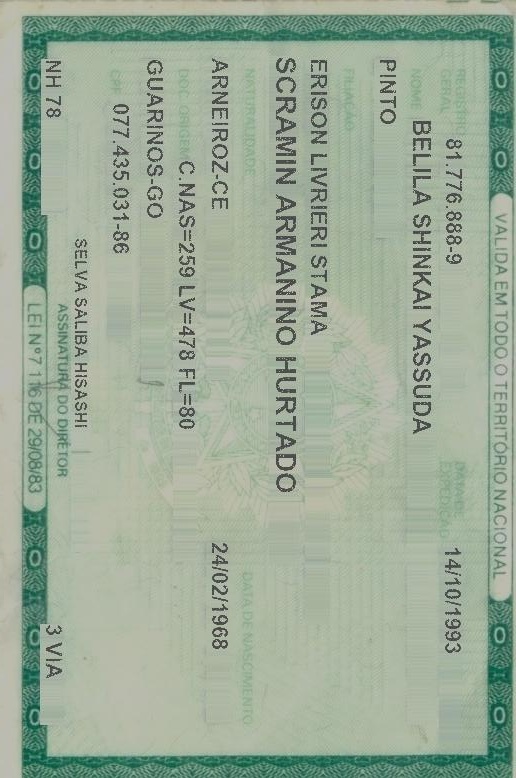 VALIDA EM TODO O TERRITÓRIO NACIONAL
REGISTRO GERAL 81.776.888-9 DATA DE EXPEDIÇÃO 14/10/1993
NOME BELILA SHINKAI YASSUDA
PINTO
FILIAÇÃO
ERISON LIVRIERI STAMA
SCRAMIN ARMANINO HURTADO
NATURALIDADE DATA DE NASCIMENTO
ARNEIROZ-CE 24/02/1968
DOC ORIGEM C.NAS=259 LV=478 FL=80
GUARINOS-GO
CPF 077.435.031-86
SELVA SALIBA HISASHI
NH 78 ASSINATURA DO DIRETOR 3 VIA
LEI Nº 7 116 DE 29/08/83